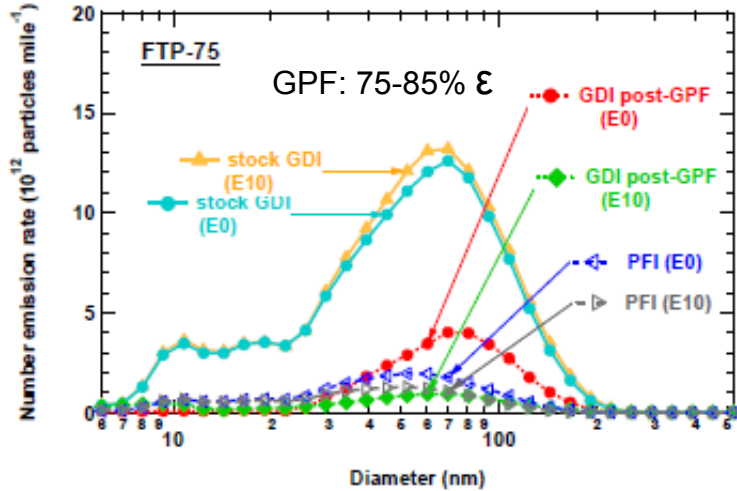 20
15
10
5
0
Number emission rate (10¹² particles mile⁻¹)
FTP-75
GPF: 75-85% ε
GDI post-GPF
(E0)
stock GDI
(E10)
GDI post-GPF
(E10)
stock GDI
(E0)
PFI (E0)
PFI (E10)
6 7 8 9 10 2 3 4 5 6 7 8 9 100 2 3 4 5
Diameter (nm)